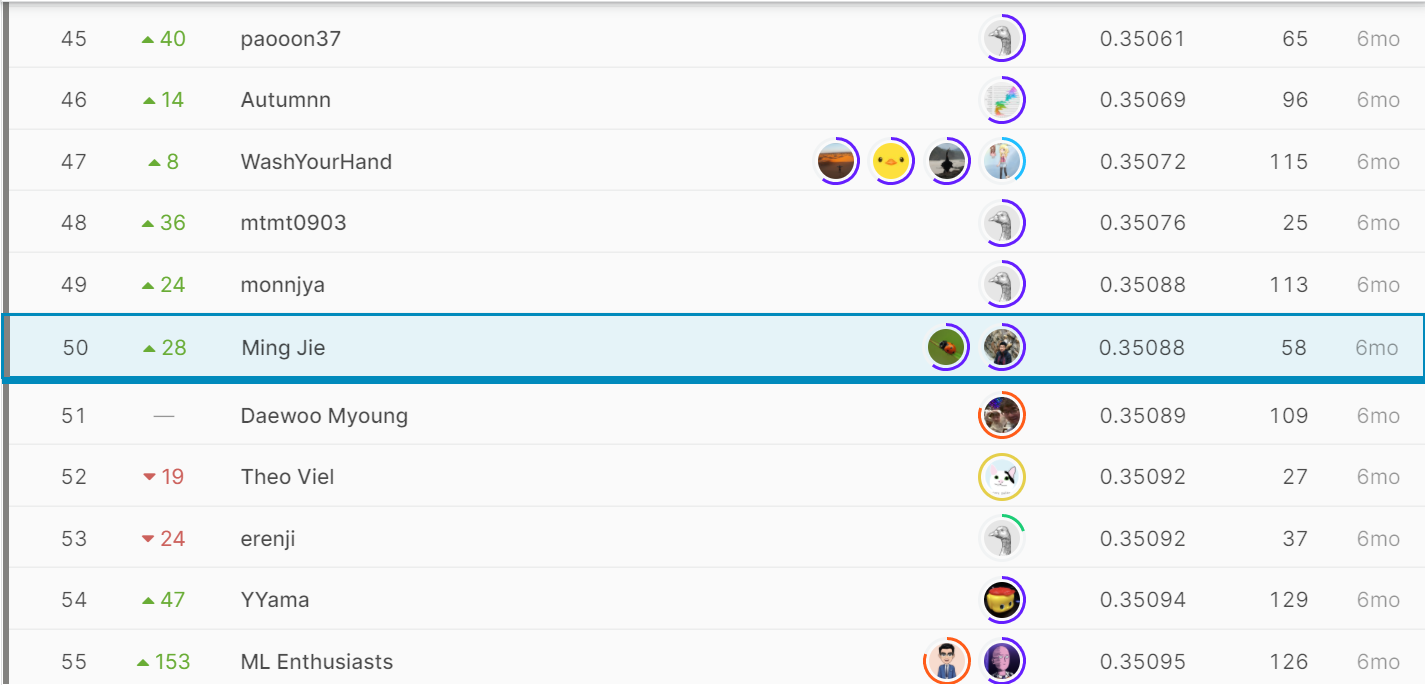 45 40 paooon37 0.35061 65 6mo
46 14 Autumnn 0.35069 96 6mo
47 8 WashYourHand 0.35072 115 6mo
48 36 mtmt0903 0.35076 25 6mo
49 24 monnjya 0.35088 113 6mo
50 28 Ming Jie 0.35088 58 6mo
51 — Daewoo Myoung 0.35089 109 6mo
52 19 Theo Viel 0.35092 27 6mo
53 24 erenji 0.35092 37 6mo
54 47 YYama 0.35094 129 6mo
55 153 ML Enthusiasts 0.35095 126 6mo